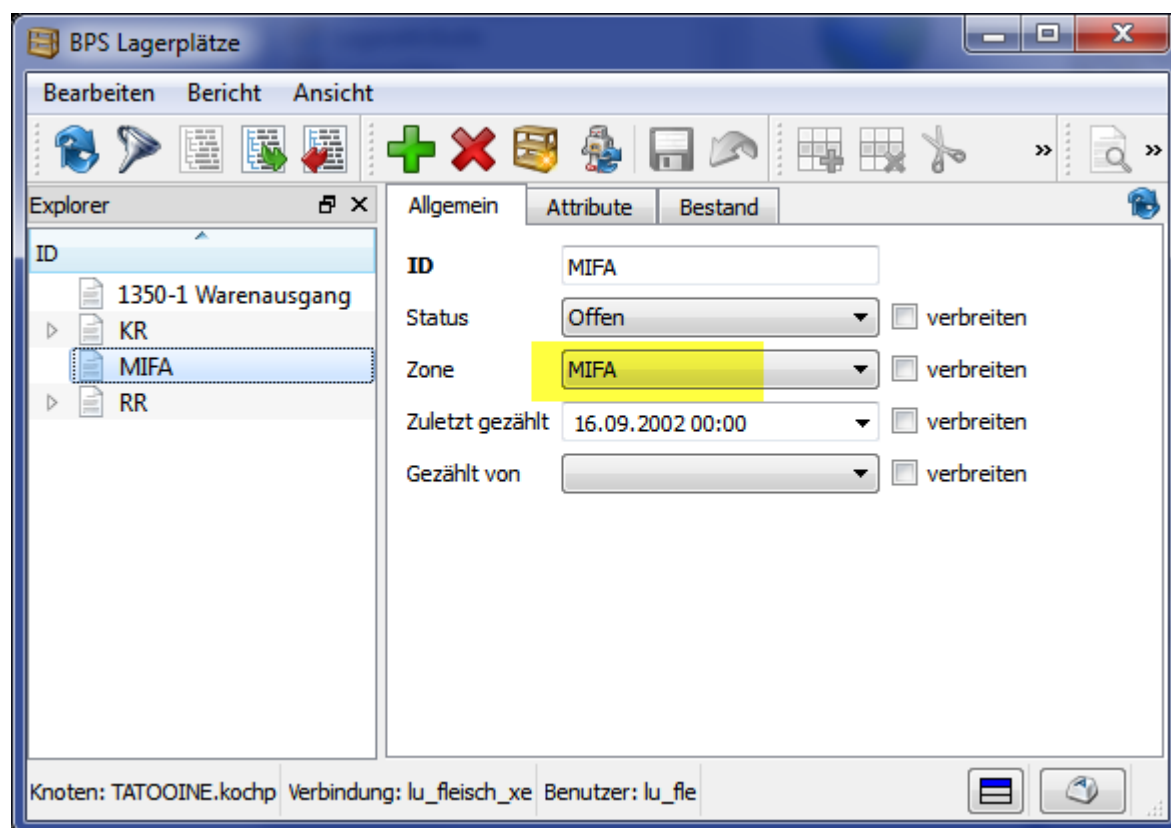 BPS Lagerplätze
Bearbeiten Bericht Ansicht
Explorer
ID
1350-1 Warenausgang
KR
MIFA
RR
Allgemein Attribute Bestand
ID MIFA
Status Offen verbreiten
Zone MIFA verbreiten
Zuletzt gezählt 16.09.2002 00:00 verbreiten
Gezählt von verbreiten
Knoten: TATOOINE.kochp Verbindung: lu_fleisch_xe Benutzer: lu_fle